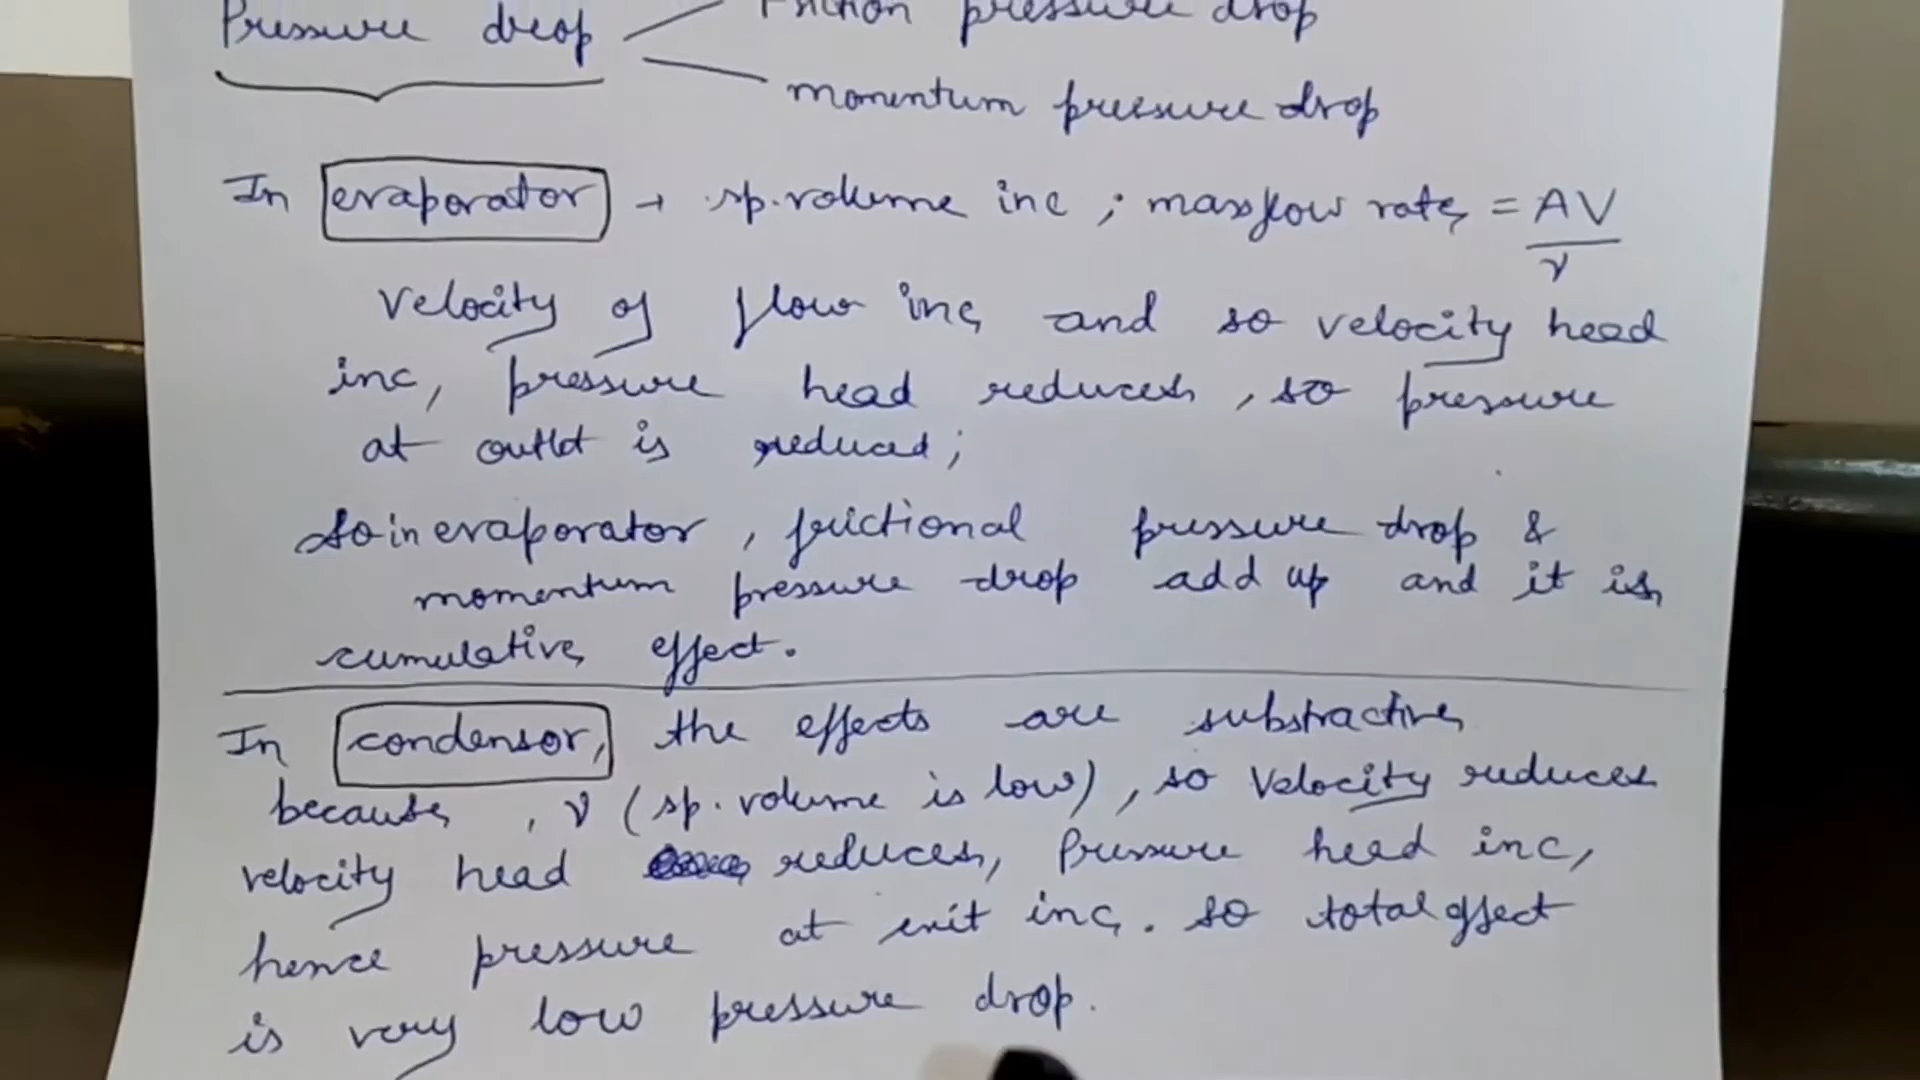 Pressure drop
Friction pressure drop
momentum pressure drop
In evaporator → sp. volume inc ; massflow rate = AV / ν
velocity of flow inc and so velocity head
inc, pressure head reduces, so pressure
at outlet is reduced;
So in evaporator, frictional pressure drop &
momentum pressure drop add up and it is
cumulative effect.
In condensor, the effects are substractive
because, ν (sp. volume is low), so velocity reduces
velocity head reduces, Pressure head inc,
hence pressure at exit inc. so total effect
is very low pressure drop.